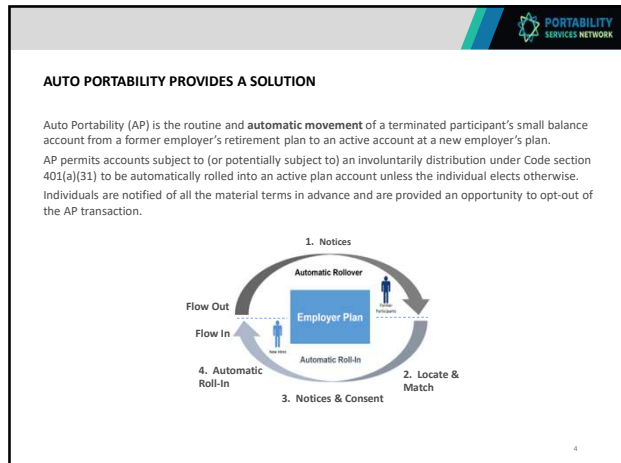 PORTABILITY
SERVICES NETWORK
AUTO PORTABILITY PROVIDES A SOLUTION
Auto Portability (AP) is the routine and automatic movement of a terminated participant's small balance
account from a former employer's retirement plan to an active account at a new employer's plan.
AP permits accounts subject to (or potentially subject to) an involuntarily distribution under Code section
401(a)(31) to be automatically rolled into an active plan account unless the individual elects otherwise.
Individuals are notified of all the material terms in advance and are provided an opportunity to opt-out of
the AP transaction.
1. Notices
Automatic Rollover
Former
Participants
Flow Out
Employer Plan
Flow In
New Hires
Automatic Roll-In
4. Automatic
Roll-In
2. Locate &
Match
3. Notices & Consent
4